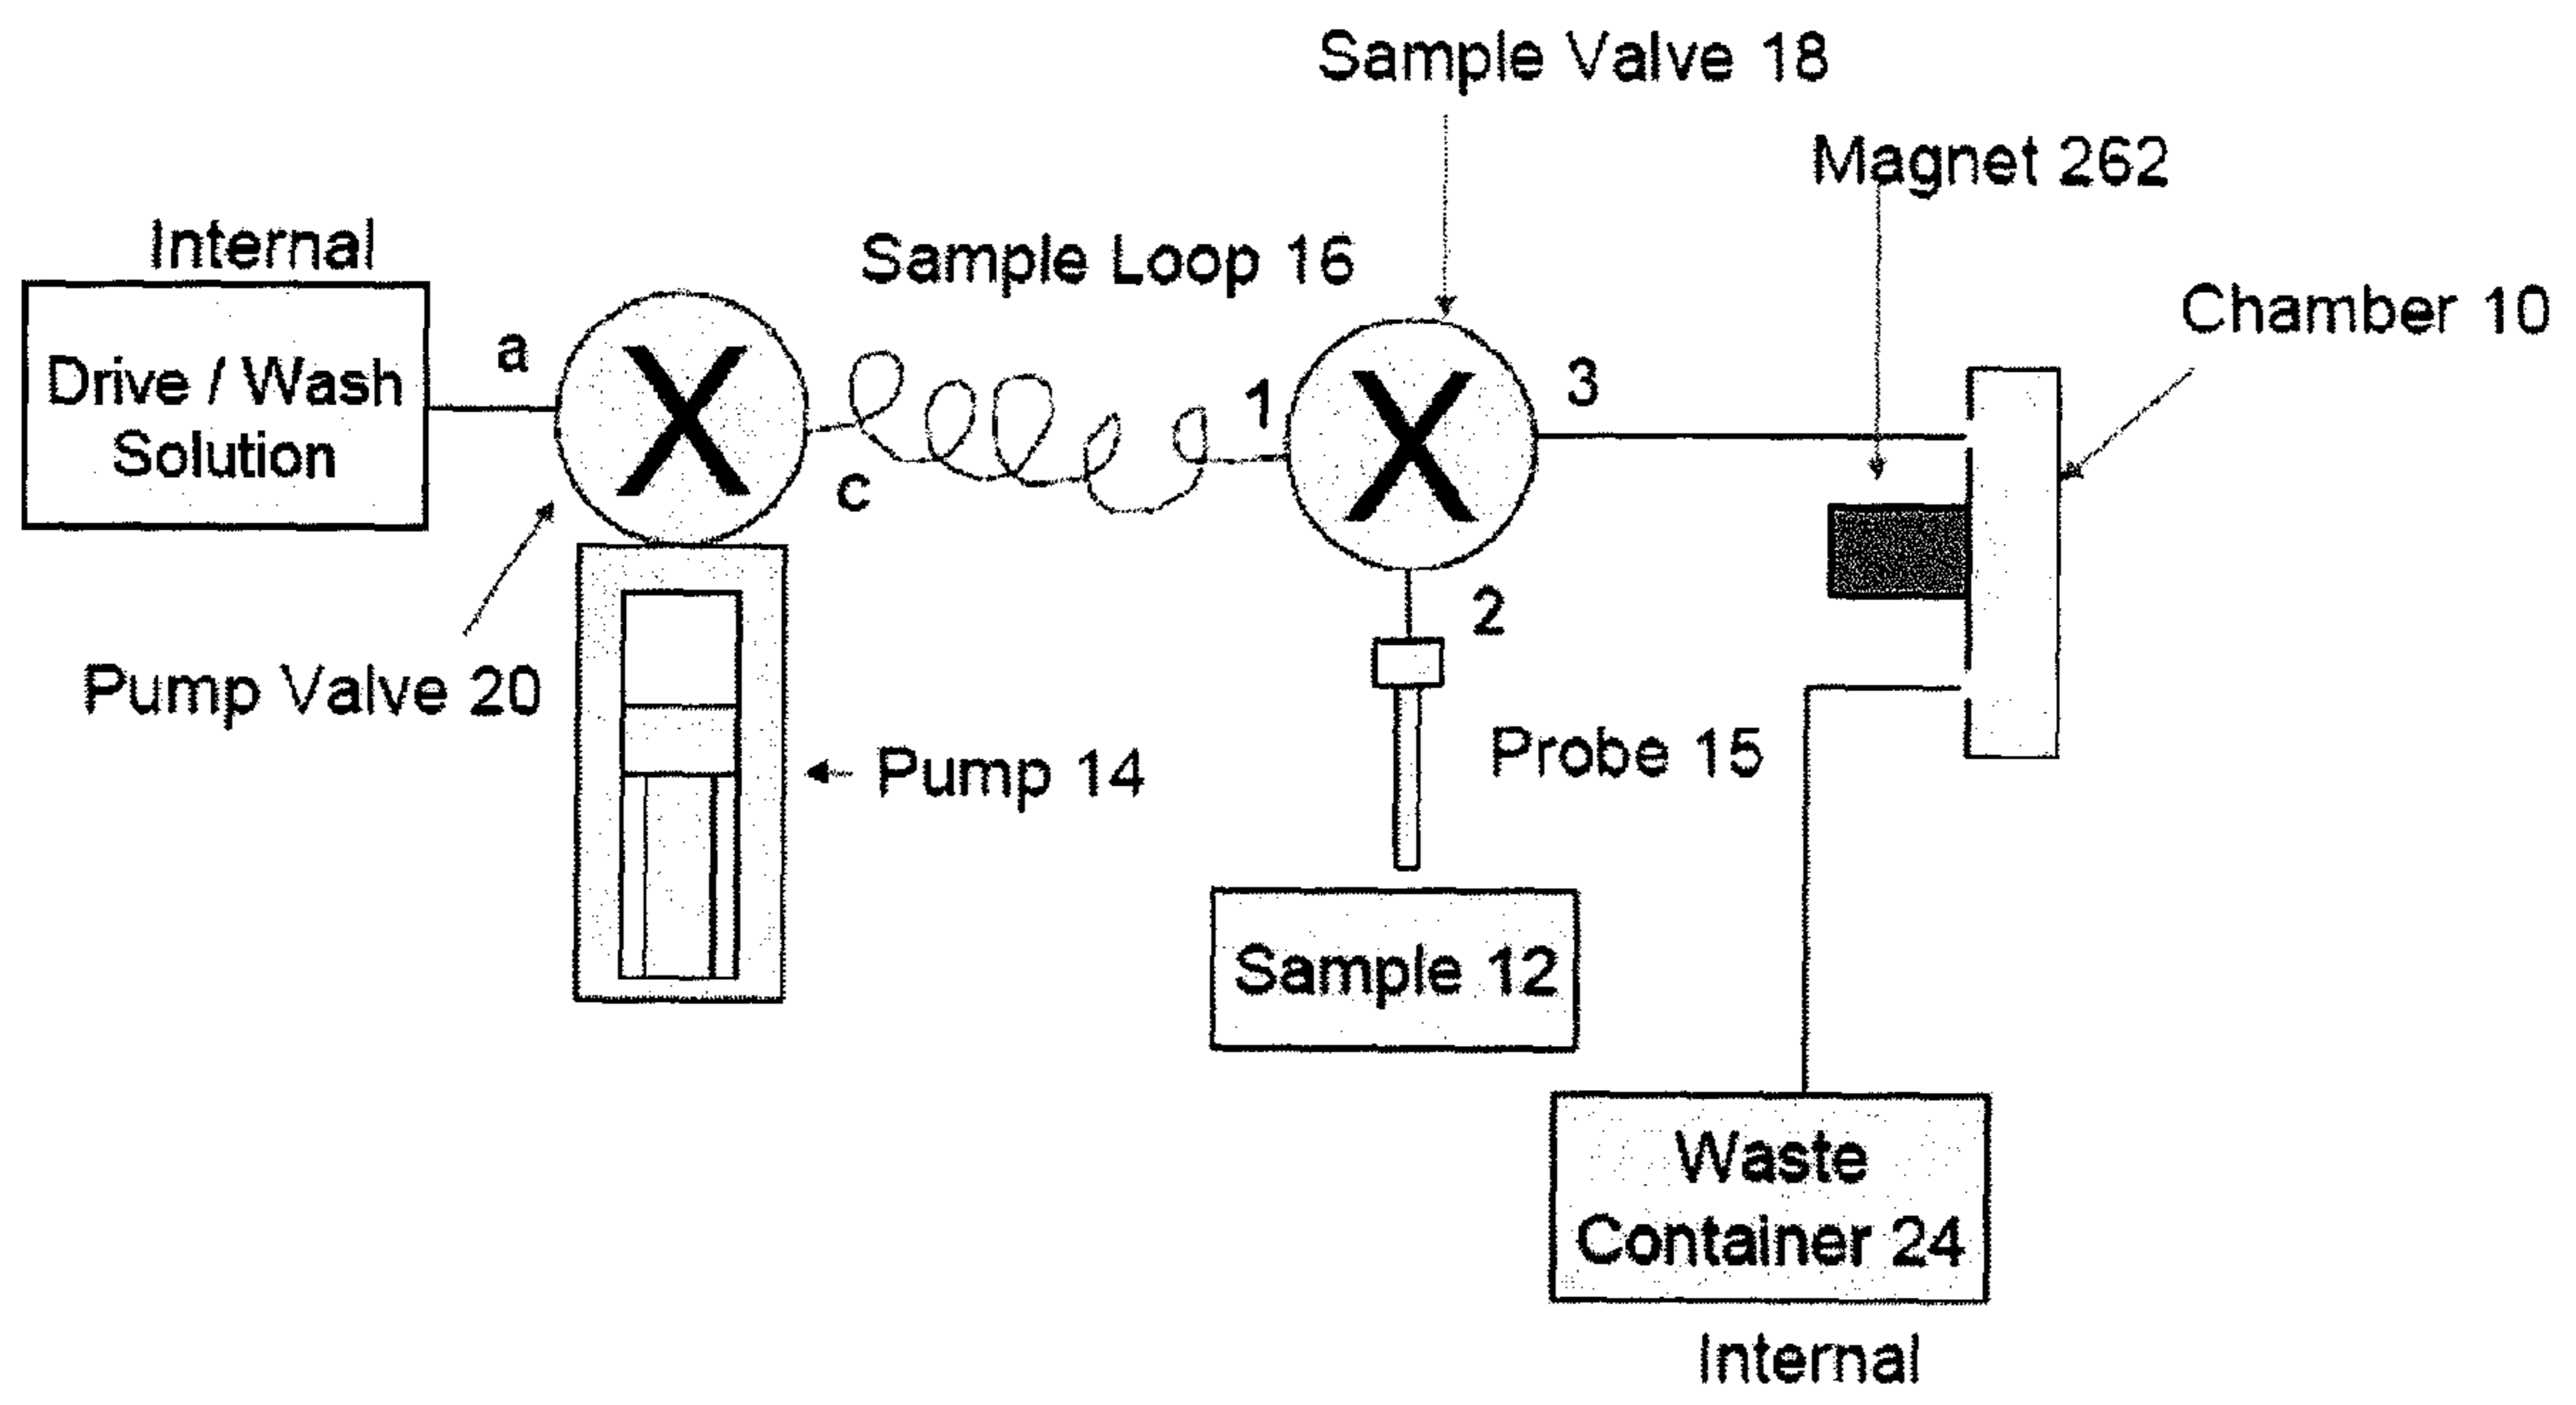 Sample Valve 18
Magnet 262
Internal
Sample Loop 16
Chamber 10
Drive / Wash
Solution
a
c
1
3
2
Pump Valve 20
Pump 14
Probe 15
Sample 12
Waste
Container 24
Internal